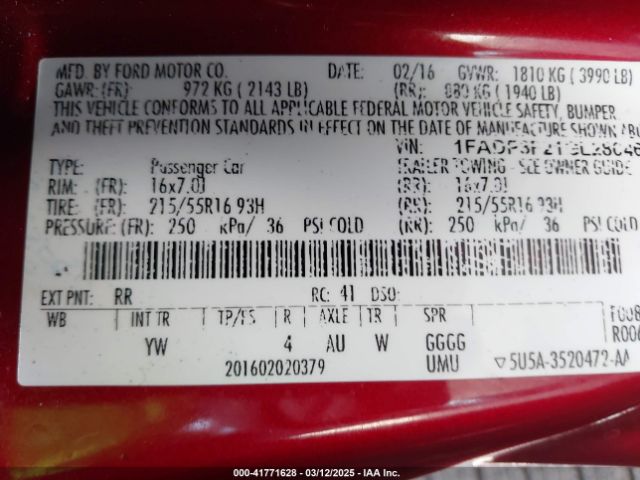 MFD. BY FORD MOTOR CO. DATE: 02/16 GVWR: 1810 KG ( 3990 LB)
GAWR: (FR): 972 KG ( 2143 LB) (RR): 880 KG ( 1940 LB)
THIS VEHICLE CONFORMS TO ALL APPLICABLE FEDERAL MOTOR VEHICLE SAFETY, BUMPER
AND THEFT PREVENTION STANDARDS IN EFFECT ON THE DATE OF MANUFACTURE SHOWN ABO
VIN:
TYPE: Passenger Car TRAILER TOWING - SEE OWNER GUIDE
RIM: (FR): 16x7.0J (RR): 16x7.0J
TIRE: (FR): 215/55R16 93H (RR): 215/55R16 93H
PRESSURE: (FR): 250 kPa/ 36 PSI COLD (RR): 250 kPa/ 36 PSI COLD
EXT PNT: RR RC: 41 DSO:
WB INT TR TP/PS R AXLE TR SPR F008
YW 4 AU W GGGG R006
201602020379 UMU ▽5U5A-3520472-AA
000-41771628 - 03/12/2025 - IAA Inc.